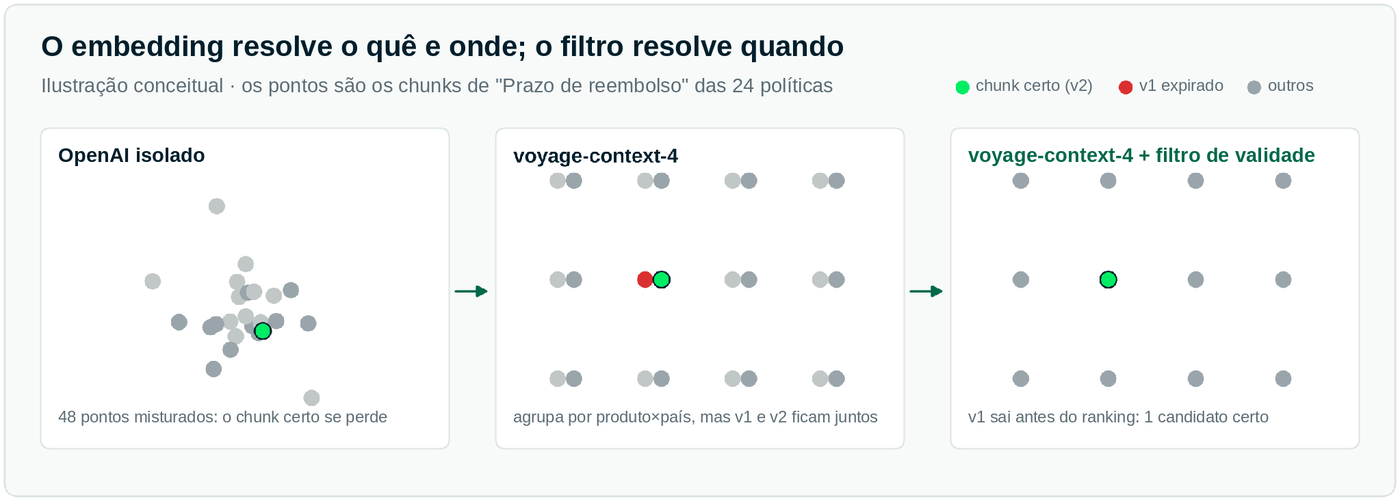 O embedding resolve o quê e onde; o filtro resolve quando
Ilustração conceitual · os pontos são os chunks de "Prazo de reembolso" das 24 políticas
chunk certo (v2)
v1 expirado
outros
OpenAI isolado
48 pontos misturados: o chunk certo se perde
voyage-context-4
agrupa por produto×país, mas v1 e v2 ficam juntos
voyage-context-4 + filtro de validade
v1 sai antes do ranking: 1 candidato certo